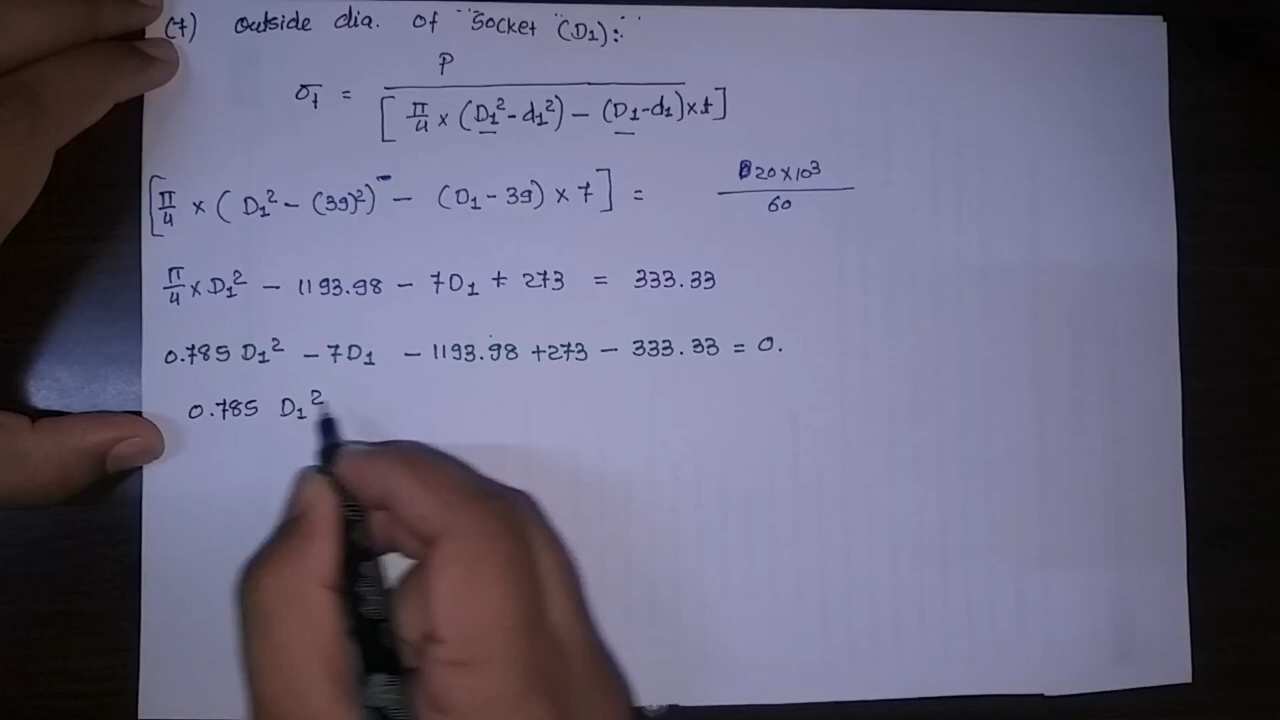 (7) outside dia. of "Socket (D₁):-
σt = P / [ π/4 × (D₁² - d₁²) - (D₁ - d₁) × t ]
[ π/4 × ( D₁² - (39)² ) - (D₁ - 39) × 7 ] = 20 × 10³ / 60
π/4 × D₁² - 1193.98 - 7D₁ + 273 = 333.33
0.785 D₁² - 7D₁ - 1193.98 + 273 - 333.33 = 0.
0.785 D₁²